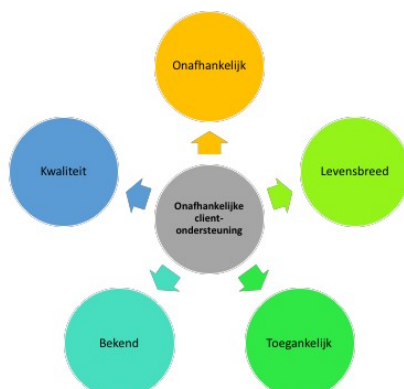 Onafhankelijk
Kwaliteit
Levensbreed
Onafhankelijke
client-
ondersteuning
Bekend
Toegankelijk